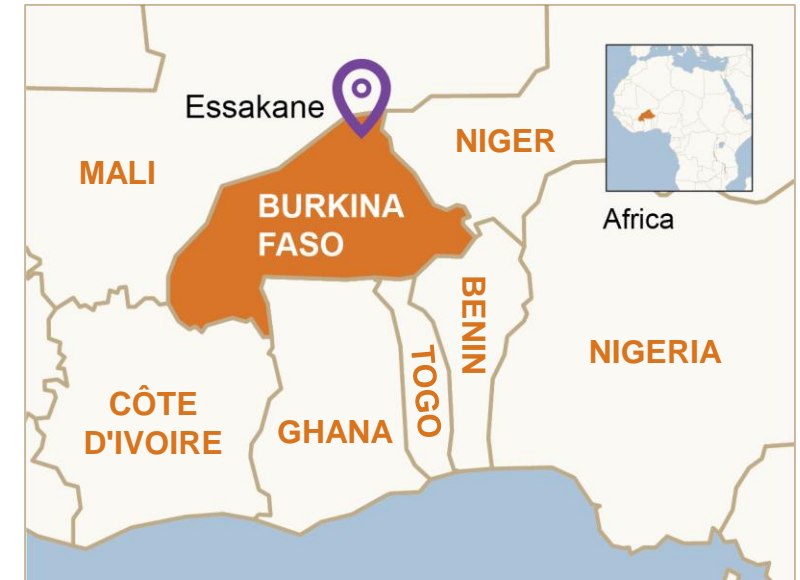 Essakane
NIGER
MALI
BURKINA
FASO
Africa
BENIN
NIGERIA
TOGO
CÔTE
D'IVOIRE
GHANA